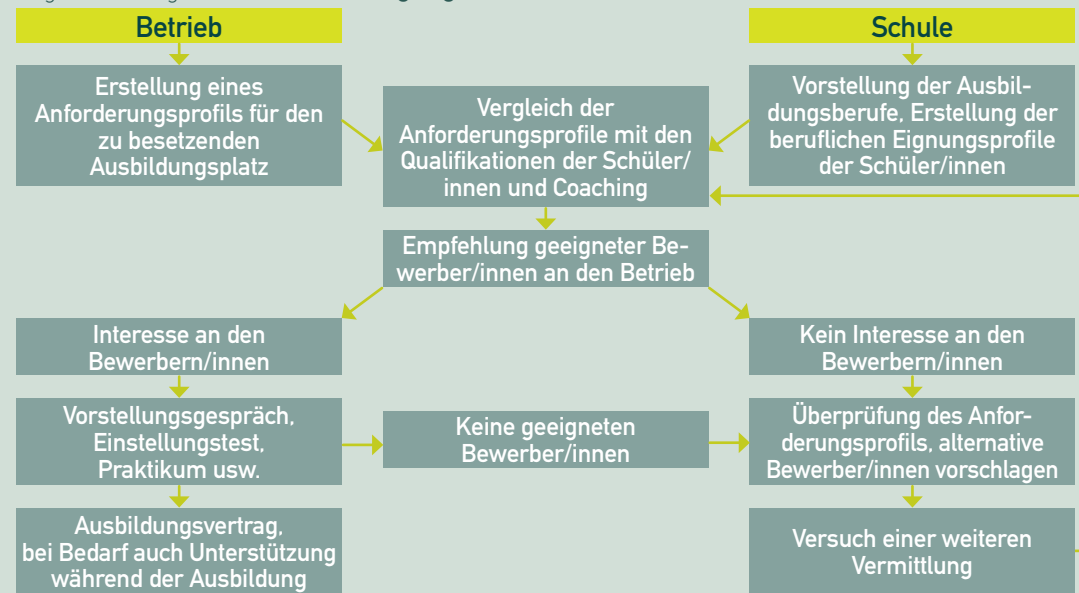 Betrieb
Schule
Erstellung eines
Anforderungsprofils für den
zu besetzenden
Ausbildungsplatz
Vergleich der
Anforderungsprofile mit den
Qualifikationen der Schüler/
innen und Coaching
Vorstellung der Ausbil-
dungsberufe, Erstellung der
beruflichen Eignungsprofile
der Schüler/innen
Empfehlung geeigneter Be-
werber/innen an den Betrieb
Interesse an den
Bewerbern/innen
Kein Interesse an den
Bewerbern/innen
Vorstellungsgespräch,
Einstellungstest,
Praktikum usw.
Keine geeigneten
Bewerber/innen
Überprüfung des Anfor-
derungsprofils, alternative
Bewerber/innen vorschlagen
Ausbildungsvertrag,
bei Bedarf auch Unterstützung
während der Ausbildung
Versuch einer weiteren
Vermittlung